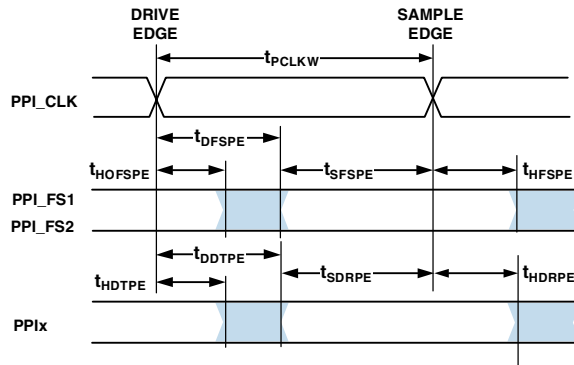 DRIVE
EDGE
SAMPLE
EDGE
tPCLKW
PPI_CLK
tDFSPE
tHOFSPE
tSFSPE
tHFSPE
PPI_FS1
PPI_FS2
tDDTPE
tHDTPE
tSDRPE
tHDRPE
PPIx